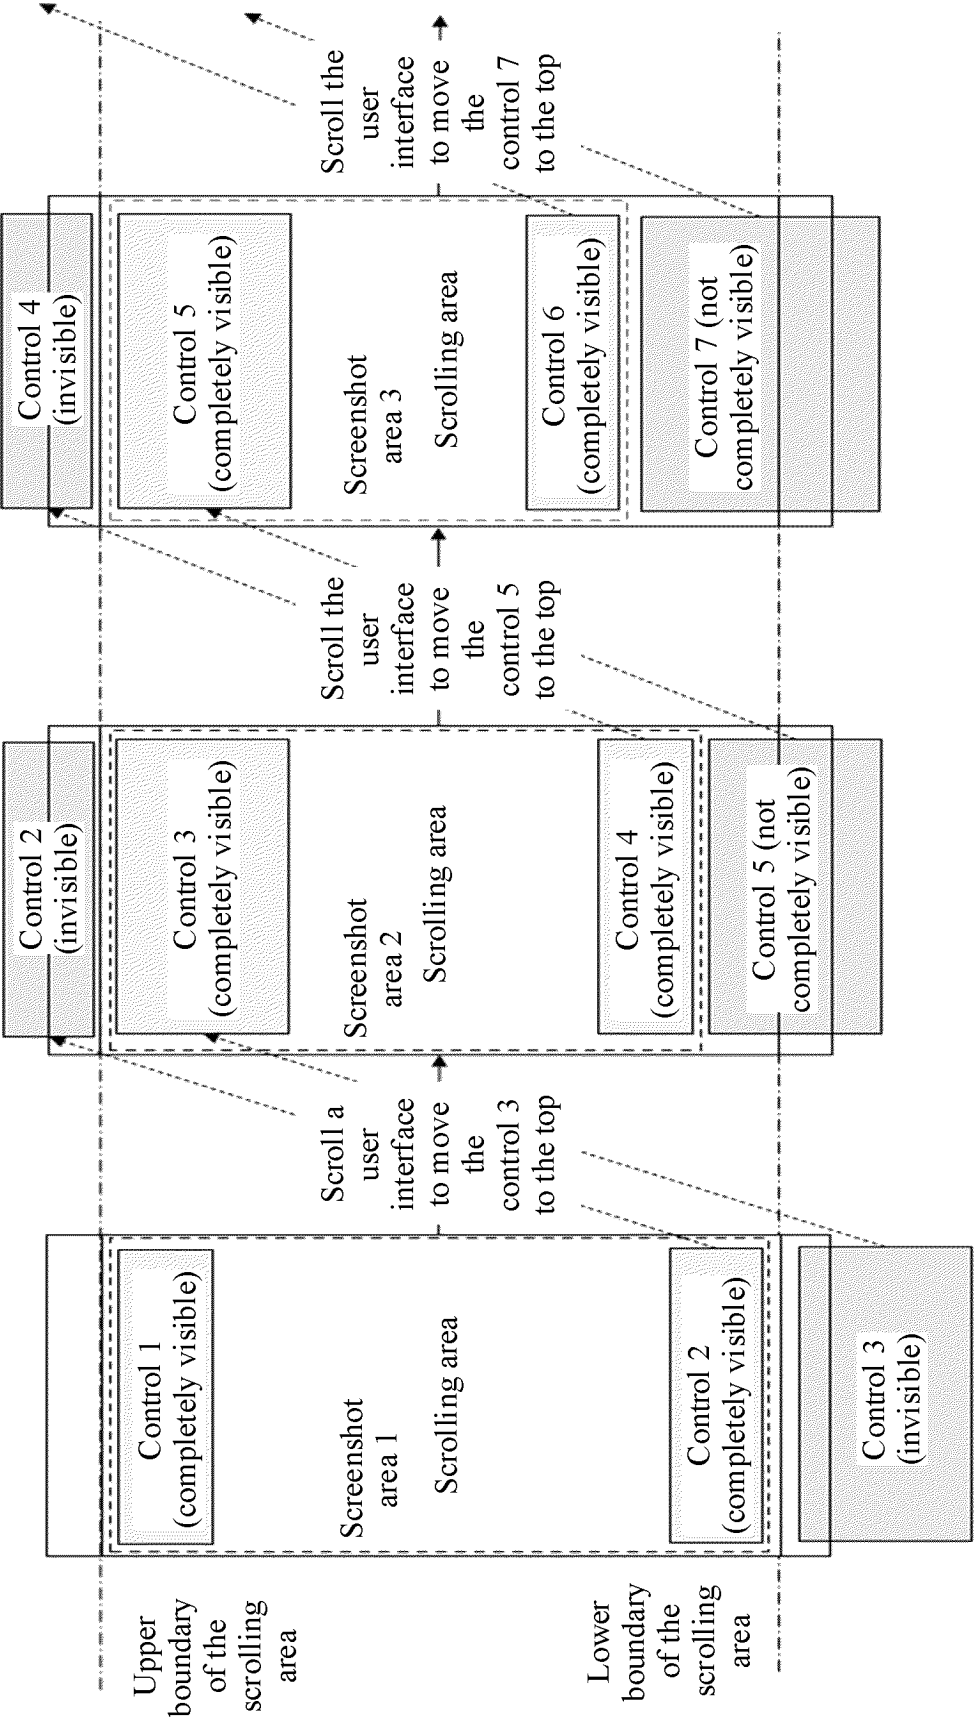 Upper
boundary
of the
scrolling
area
Lower
boundary
of the
scrolling
area
Control 1
(completely visible)
Screenshot
area 1
Scrolling area
Control 2
(completely visible)
Control 3
(invisible)
Scroll a
user
interface
to move
the
control 3
to the top
Control 2
(invisible)
Control 3
(completely visible)
Screenshot
area 2
Scrolling area
Control 4
(completely visible)
Control 5 (not
completely visible)
Scroll the
user
interface
to move
the
control 5
to the top
Control 4
(invisible)
Control 5
(completely visible)
Screenshot
area 3
Scrolling area
Control 6
(completely visible)
Control 7 (not
completely visible)
Scroll the
user
interface
to move
the
control 7
to the top